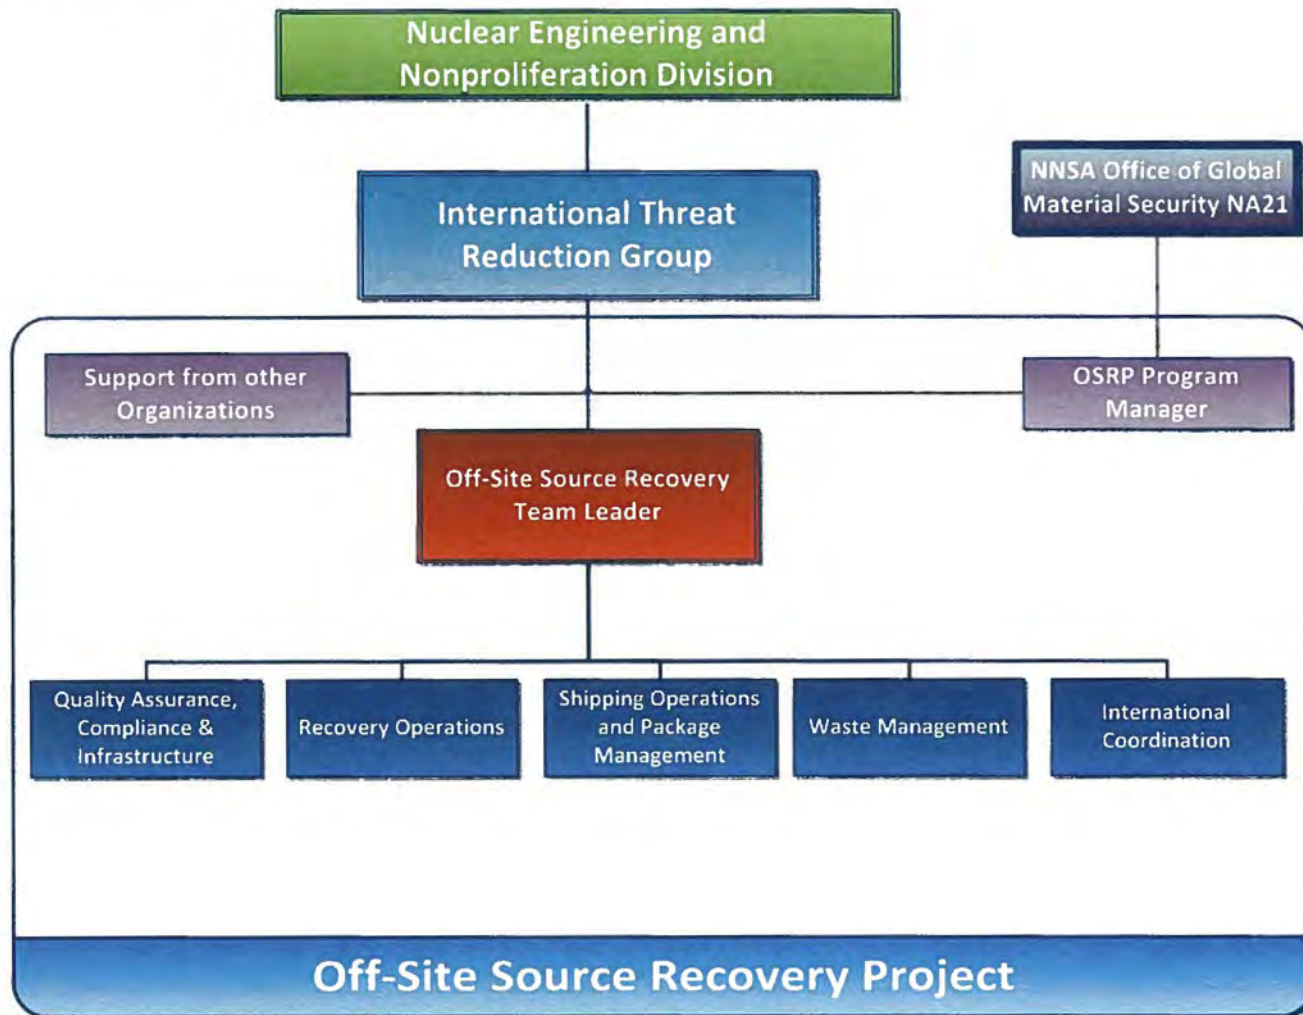 Nuclear Engineering and
Nonproliferation Division
International Threat
Reduction Group
NNSA Office of Global
Material Security NA21
Support from other
Organizations
OSRP Program
Manager
Off-Site Source Recovery
Team Leader
Quality Assurance,
Compliance &
Infrastructure
Recovery Operations
Shipping Operations
and Package
Management
Waste Management
International
Coordination
Off-Site Source Recovery Project